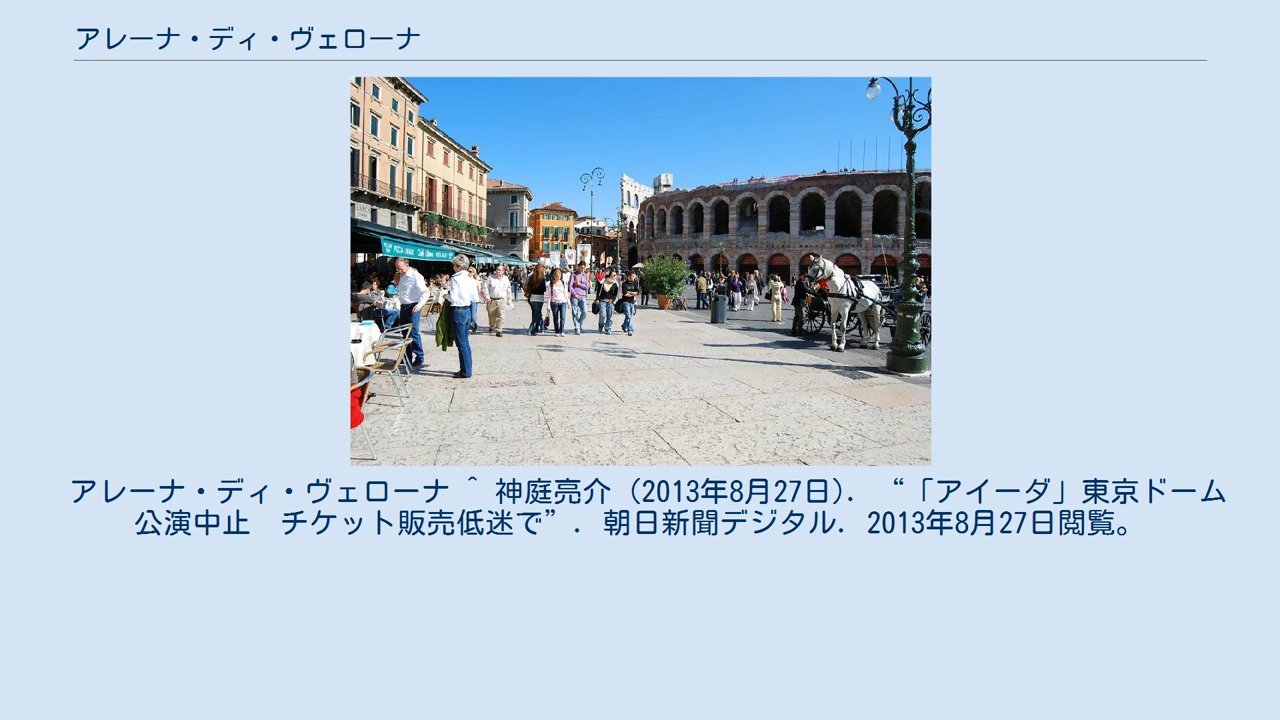 アレーナ・ディ・ヴェローナ
アレーナ・ディ・ヴェローナ ^ 神庭亮介 (2013年8月27日). “「アイーダ」東京ドーム
公演中止　チケット販売低迷で”. 朝日新聞デジタル. 2013年8月27日閲覧。